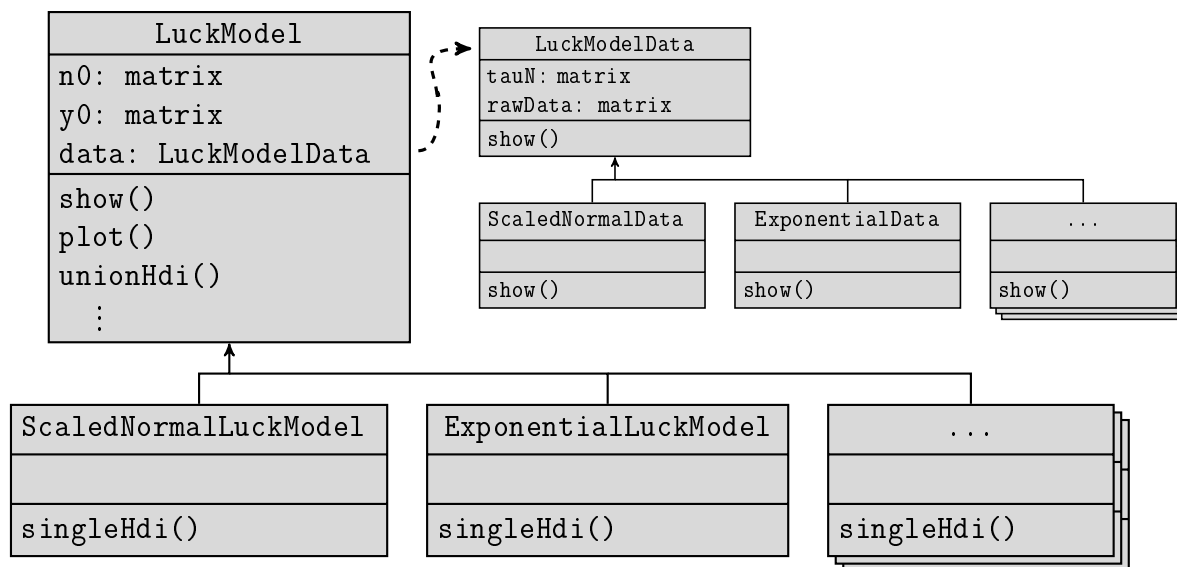 LuckModel
n0: matrix
y0: matrix
data: LuckModelData
show()
plot()
unionHdi()
⋮
LuckModelData
tauN: matrix
rawData: matrix
show()
ScaledNormalData
show()
ExponentialData
show()
...
show()
ScaledNormalLuckModel
singleHdi()
ExponentialLuckModel
singleHdi()
...
singleHdi()